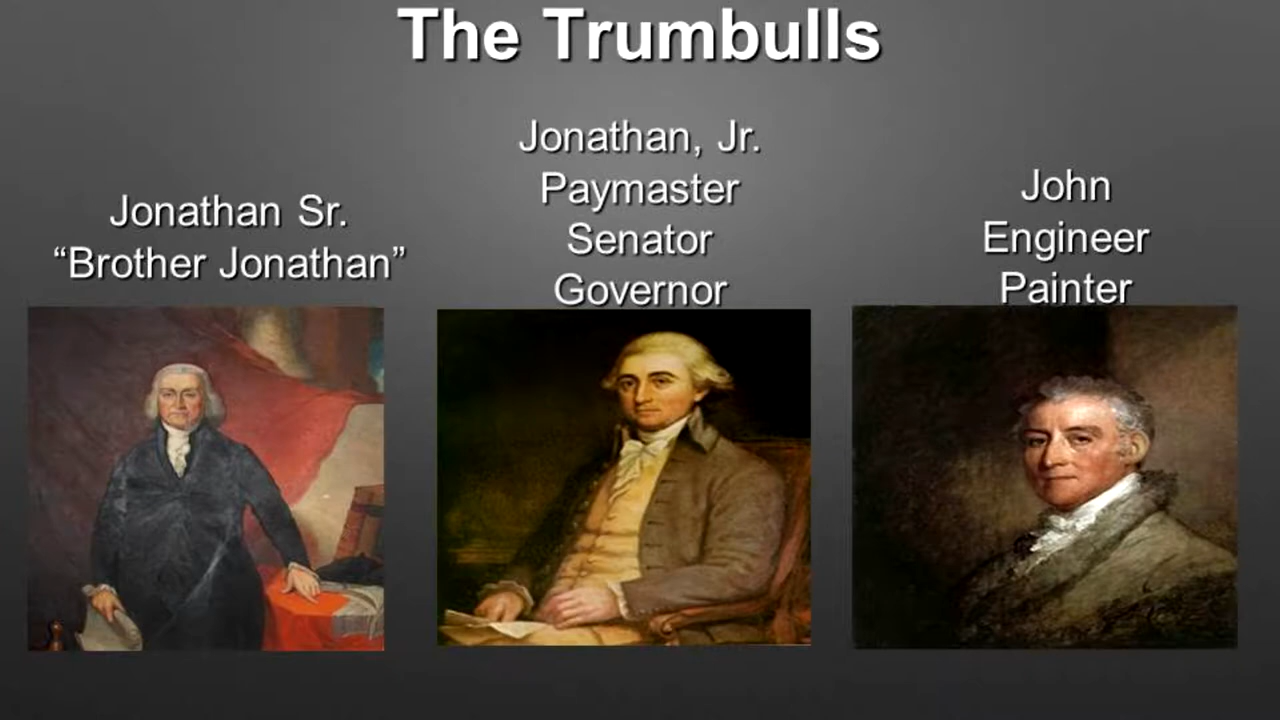 The Trumbulls
Jonathan Sr.
“Brother Jonathan”
Jonathan, Jr.
Paymaster
Senator
Governor
John
Engineer
Painter